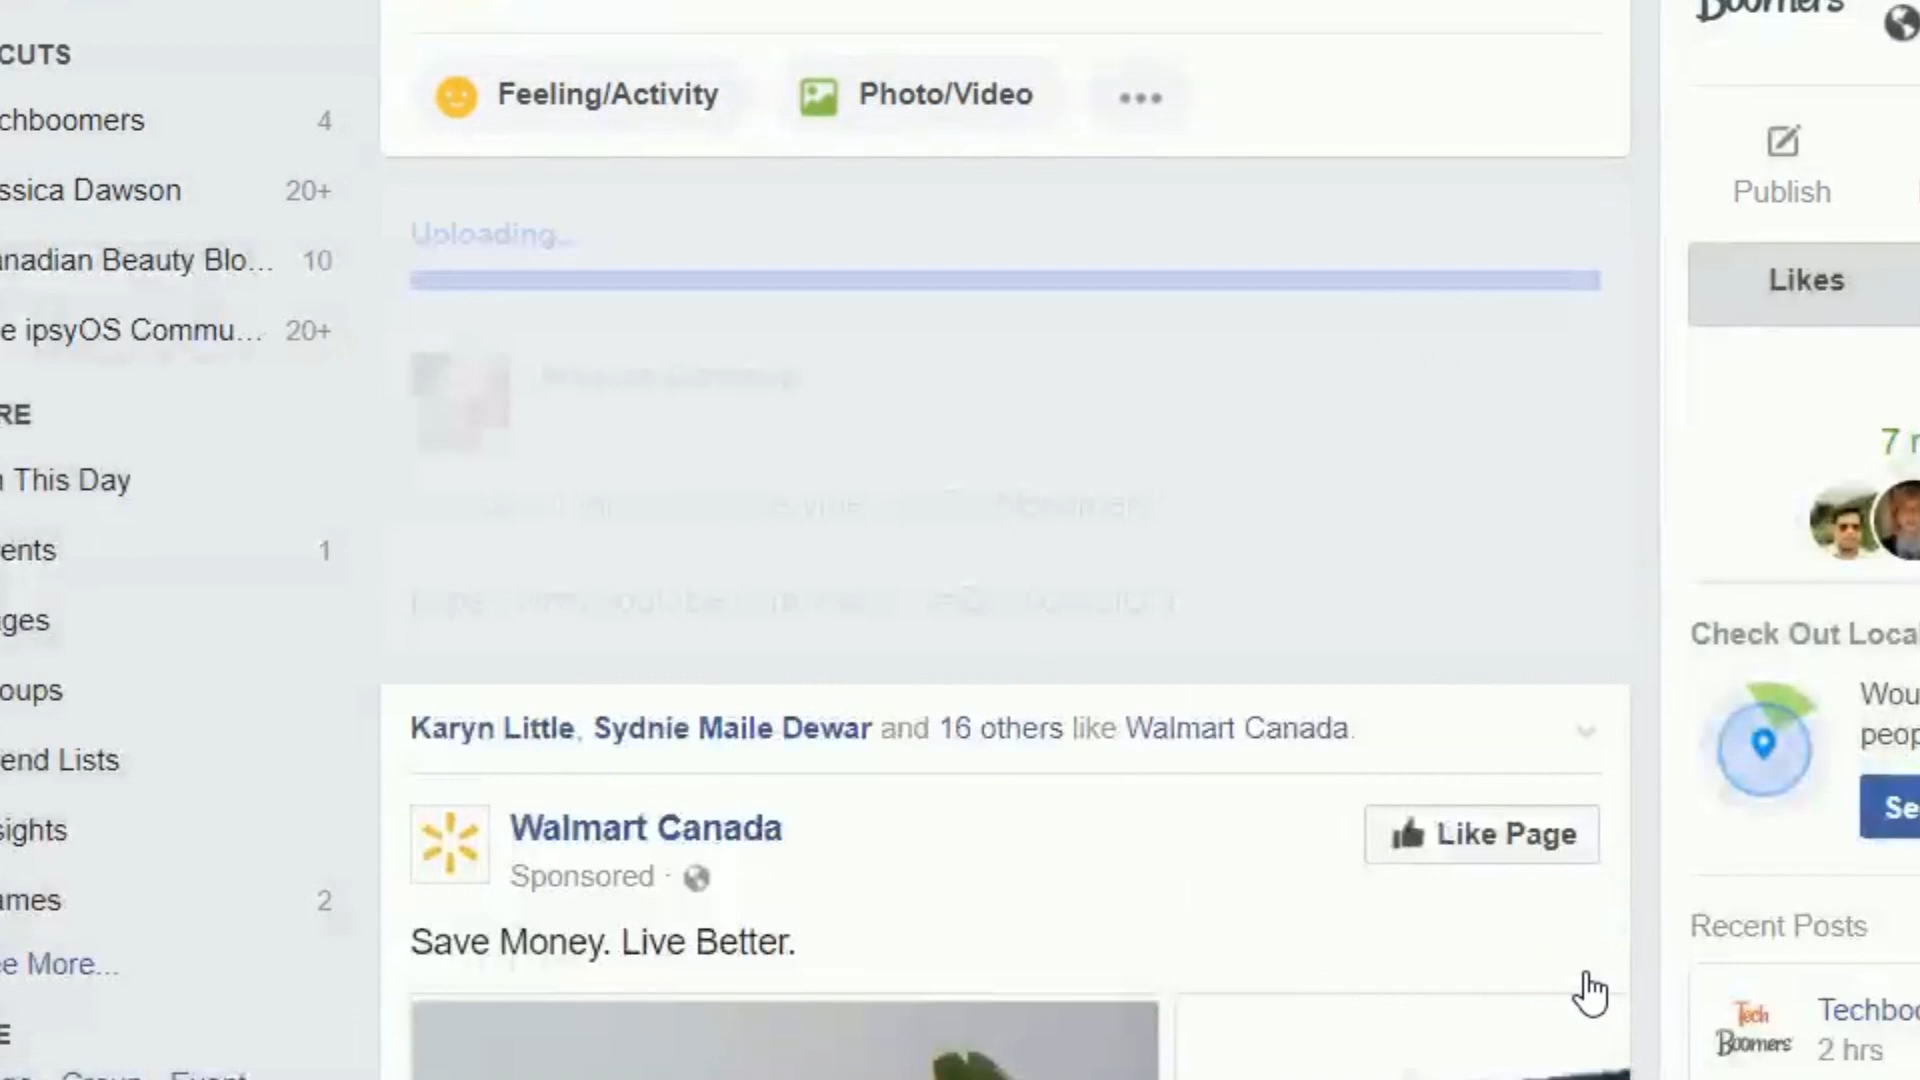 CUTS
chboomers 4
ssica Dawson 20+
anadian Beauty Blo... 10
e ipsyOS Commu... 20+
RE
n This Day
ents 1
ges
oups
end Lists
sights
ames 2
e More...
E
Feeling/Activity Photo/Video
Uploading...
Karyn Little, Sydnie Maile Dewar and 16 others like Walmart Canada.
Walmart Canada
Sponsored ·
Like Page
Save Money. Live Better.
Boomers
Publish
Likes
7
Check Out Loca
Wou
peop
Se
Recent Posts
Tech
Boomers
Techboo
2 hrs